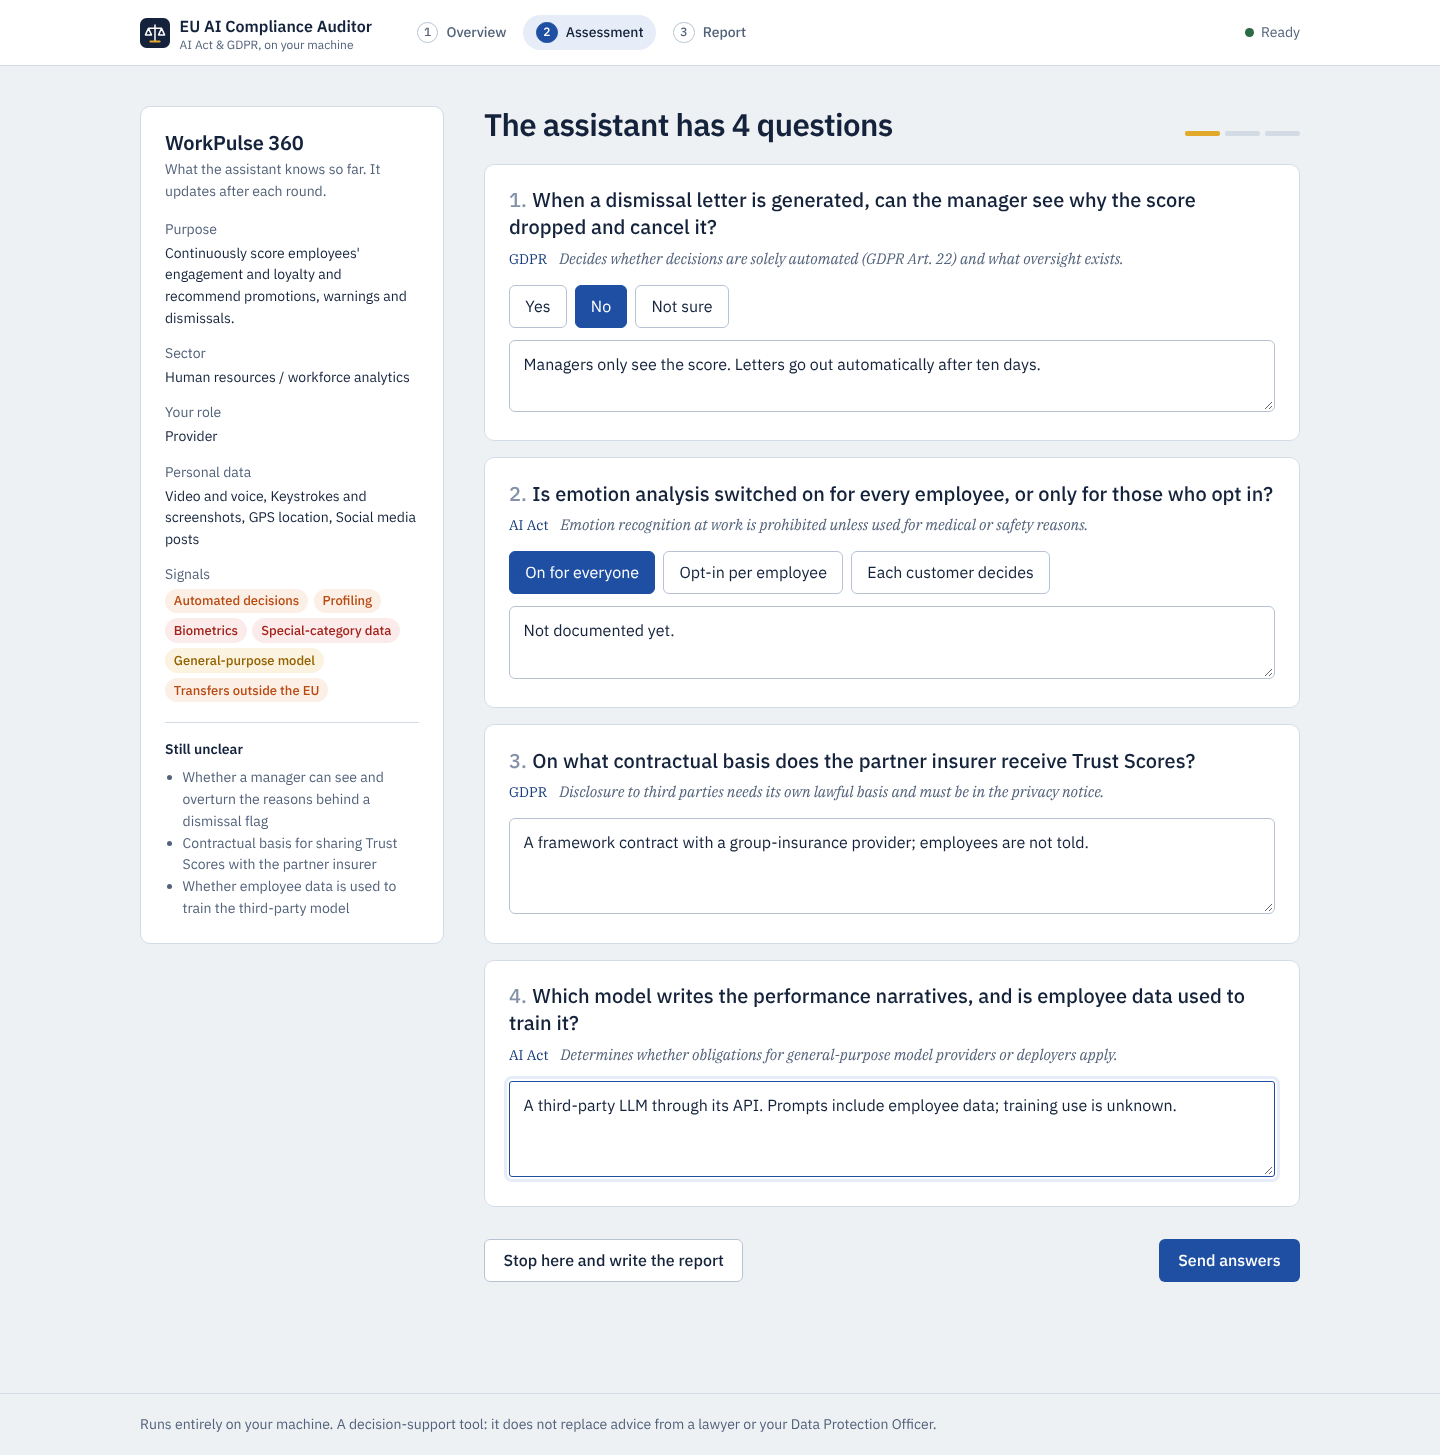 EU AI Compliance Auditor
AI Act & GDPR, on your machine
1 Overview
2 Assessment
3 Report
Ready
WorkPulse 360
What the assistant knows so far. It
updates after each round.
Purpose
Continuously score employees'
engagement and loyalty and
recommend promotions, warnings and
dismissals.
Sector
Human resources / workforce analytics
Your role
Provider
Personal data
Video and voice, Keystrokes and
screenshots, GPS location, Social media
posts
Signals
Automated decisions
Profiling
Biometrics
Special-category data
General-purpose model
Transfers outside the EU
Still unclear
Whether a manager can see and
overturn the reasons behind a
dismissal flag
Contractual basis for sharing Trust
Scores with the partner insurer
Whether employee data is used to
train the third-party model
The assistant has 4 questions
1. When a dismissal letter is generated, can the manager see why the score
dropped and cancel it?
GDPR Decides whether decisions are solely automated (GDPR Art. 22) and what oversight exists.
Yes
No
Not sure
Managers only see the score. Letters go out automatically after ten days.
2. Is emotion analysis switched on for every employee, or only for those who opt in?
AI Act Emotion recognition at work is prohibited unless used for medical or safety reasons.
On for everyone
Opt-in per employee
Each customer decides
Not documented yet.
3. On what contractual basis does the partner insurer receive Trust Scores?
GDPR Disclosure to third parties needs its own lawful basis and must be in the privacy notice.
A framework contract with a group-insurance provider; employees are not told.
4. Which model writes the performance narratives, and is employee data used to
train it?
AI Act Determines whether obligations for general-purpose model providers or deployers apply.
A third-party LLM through its API. Prompts include employee data; training use is unknown.
Stop here and write the report
Send answers
Runs entirely on your machine. A decision-support tool: it does not replace advice from a lawyer or your Data Protection Officer.